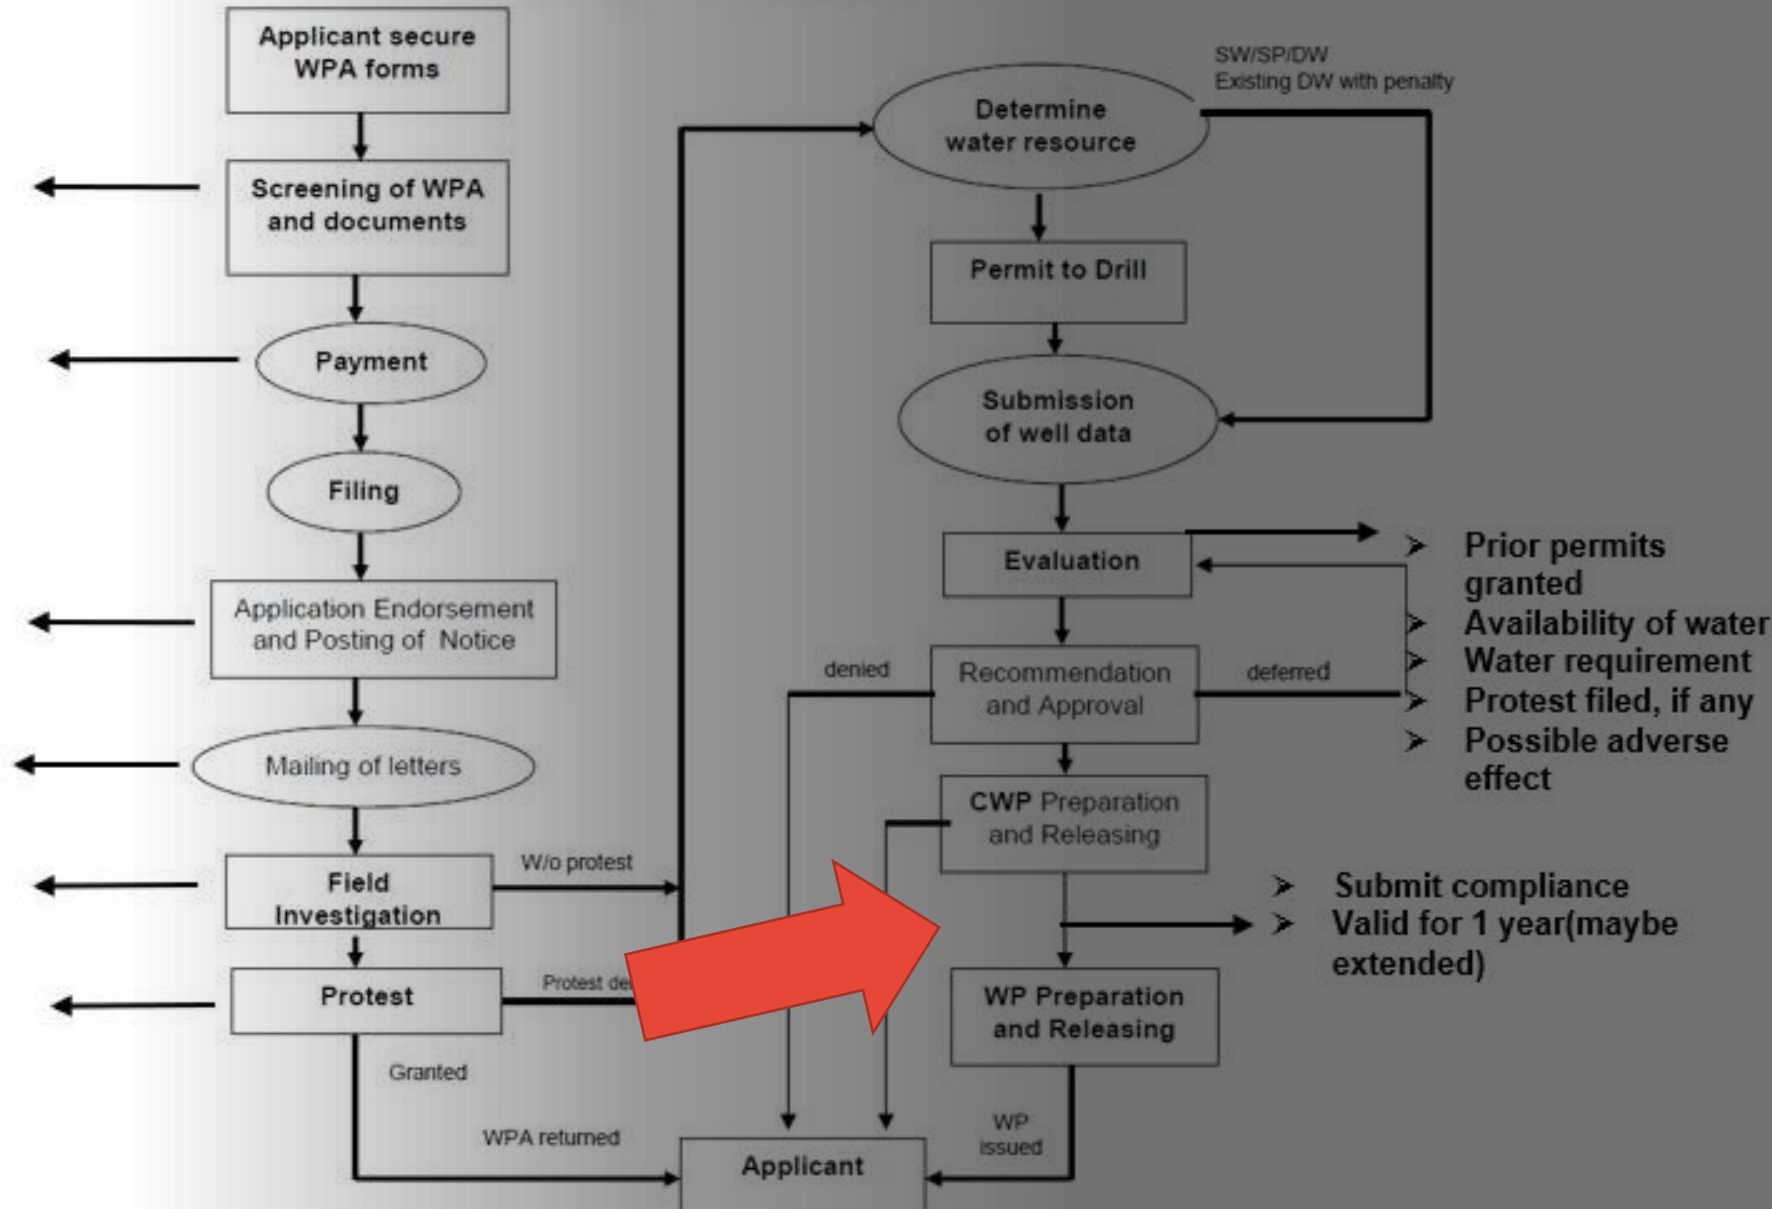 Applicant secure
WPA forms
Screening of WPA
and documents
Payment
Filing
Application Endorsement
and Posting of Notice
Mailing of letters
Field
Investigation
W/o protest
Protest
Protest
Granted
WPA returned
Applicant
SW/SP/DW
Existing DW with penalty
Determine
water resource
Permit to Drill
Submission
of well data
Evaluation
➢ Prior permits
granted
➢ Availability of water
➢ Water requirement
➢ Protest filed, if any
➢ Possible adverse
effect
denied
Recommendation
and Approval
deferred
CWP Preparation
and Releasing
➢ Submit compliance
➢ Valid for 1 year(maybe
extended)
WP Preparation
and Releasing
WP
issued